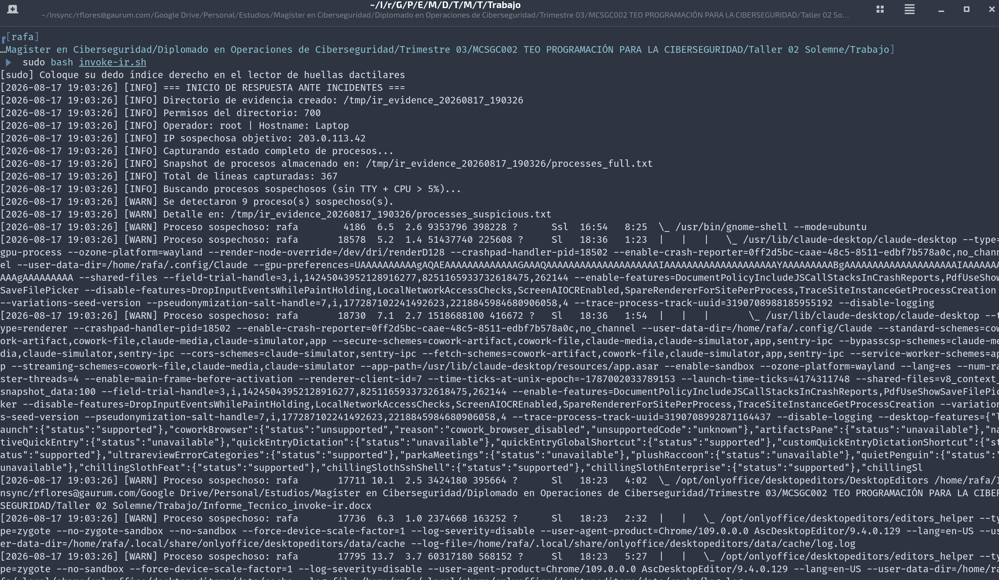 ~/I/r/G/P/E/M/D/T/M/T/Trabajo
~/Insync/rflores@gaurum.com/Google Drive/Personal/Estudios/Magíster en Ciberseguridad/Diplomado en Operaciones de Ciberseguridad/Trimestre 03/MCSGC002 TEO PROGRAMACIÓN PARA LA CIBERSEGURIDAD/Taller 02 So…
[rafa]
…Magíster en Ciberseguridad/Diplomado en Operaciones de Ciberseguridad/Trimestre 03/MCSGC002 TEO PROGRAMACIÓN PARA LA CIBERSEGURIDAD/Taller 02 Solemne/Trabajo]
sudo bash invoke-ir.sh
[sudo] Coloque su dedo índice derecho en el lector de huellas dactilares
[2026-08-17 19:03:26] [INFO] === INICIO DE RESPUESTA ANTE INCIDENTES ===
[2026-08-17 19:03:26] [INFO] Directorio de evidencia creado: /tmp/ir_evidence_20260817_190326
[2026-08-17 19:03:26] [INFO] Permisos del directorio: 700
[2026-08-17 19:03:26] [INFO] Operador: root | Hostname: Laptop
[2026-08-17 19:03:26] [INFO] IP sospechosa objetivo: 203.0.113.42
[2026-08-17 19:03:26] [INFO] Capturando estado completo de procesos...
[2026-08-17 19:03:26] [INFO] Snapshot de procesos almacenado en: /tmp/ir_evidence_20260817_190326/processes_full.txt
[2026-08-17 19:03:26] [INFO] Total de líneas capturadas: 367
[2026-08-17 19:03:26] [INFO] Buscando procesos sospechosos (sin TTY + CPU > 5%)...
[2026-08-17 19:03:26] [WARN] Se detectaron 9 proceso(s) sospechoso(s).
[2026-08-17 19:03:26] [WARN] Detalle en: /tmp/ir_evidence_20260817_190326/processes_suspicious.txt
[2026-08-17 19:03:26] [WARN] Proceso sospechoso: rafa        4186  6.5  2.6 9353796 398228 ?      Ssl  16:54   8:25  \_ /usr/bin/gnome-shell --mode=ubuntu
[2026-08-17 19:03:26] [WARN] Proceso sospechoso: rafa       18578  5.2  1.4 51437740 225608 ?     Sl   18:36   1:23  |   |   |   \_ /usr/lib/claude-desktop/claude-desktop --type=
gpu-process --ozone-platform=wayland --render-node-override=/dev/dri/renderD128 --crashpad-handler-pid=18502 --enable-crash-reporter=0ff2d5bc-caae-48c5-8511-edbf7b578a0c,no_chann
el --user-data-dir=/home/rafa/.config/Claude --gpu-preferences=UAAAAAAAAAAgAQAEAAAAAAAAAAAAAGAAAQAAAAAAAAAAAAAAAAAAAAIAAAAAAAAAAAAAAAAAAAAYAAAAAAAAABgAAAAAAAAAAAAAAAAAAAAIAAAAAAA
AAAgAAAAAAAAA --shared-files --field-trial-handle=3,i,14245043952128916277,8251165933732618475,262144 --enable-features=DocumentPolicyIncludeJSCallStacksInCrashReports,PdfUseShow
SaveFilePicker --disable-features=DropInputEventsWhilePaintHolding,LocalNetworkAccessChecks,ScreenAIOCREnabled,SpareRendererForSitePerProcess,TraceSiteInstanceGetProcessCreation
--variations-seed-version --pseudonymization-salt-handle=7,i,177287102241492623,2218845984680906058,4 --trace-process-track-uuid=3190708988185955192 --disable-logging
[2026-08-17 19:03:26] [WARN] Proceso sospechoso: rafa       18730  7.1  2.7 1518688100 416672 ?   Sl   18:36   1:54  |   |   |       \_ /usr/lib/claude-desktop/claude-desktop --t
ype=renderer --crashpad-handler-pid=18502 --enable-crash-reporter=0ff2d5bc-caae-48c5-8511-edbf7b578a0c,no_channel --user-data-dir=/home/rafa/.config/Claude --standard-schemes=cow
ork-artifact,cowork-file,claude-media,claude-simulator,app --secure-schemes=cowork-artifact,cowork-file,claude-media,claude-simulator,app,sentry-ipc --bypasscsp-schemes=claude-me
dia,claude-simulator,sentry-ipc --cors-schemes=claude-simulator,sentry-ipc --fetch-schemes=cowork-artifact,cowork-file,claude-simulator,app,sentry-ipc --service-worker-schemes=ap
p --streaming-schemes=cowork-file,claude-media,claude-simulator --app-path=/usr/lib/claude-desktop/resources/app.asar --enable-sandbox --ozone-platform=wayland --lang=es --num-ra
ster-threads=4 --enable-main-frame-before-activation --renderer-client-id=7 --time-ticks-at-unix-epoch=-1787002033789153 --launch-time-ticks=4174311748 --shared-files=v8_context_
snapshot_data:100 --field-trial-handle=3,i,14245043952128916277,8251165933732618475,262144 --enable-features=DocumentPolicyIncludeJSCallStacksInCrashReports,PdfUseShowSaveFilePic
ker --disable-features=DropInputEventsWhilePaintHolding,LocalNetworkAccessChecks,ScreenAIOCREnabled,SpareRendererForSitePerProcess,TraceSiteInstanceGetProcessCreation --variation
s-seed-version --pseudonymization-salt-handle=7,i,177287102241492623,2218845984680906058,4 --trace-process-track-uuid=3190708992871164437 --disable-logging --desktop-features={"l
aunch":{"status":"supported"},"coworkBrowser":{"status":"unsupported","reason":"cowork_browser_disabled","unsupportedCode":"unknown"},"artifactsPane":{"status":"unavailable"},"na
tiveQuickEntry":{"status":"unavailable"},"quickEntryDictation":{"status":"unavailable"},"quickEntryGlobalShortcut":{"status":"supported"},"customQuickEntryDictationShortcut":{"st
atus":"supported"},"ultrareviewErrorCategories":{"status":"supported"},"parkaMeetings":{"status":"unavailable"},"plushRaccoon":{"status":"unavailable"},"quietPenguin":{"status":"
unavailable"},"chillingSlothFeat":{"status":"supported"},"chillingSlothSshShell":{"status":"supported"},"chillingSlothEnterprise":{"status":"supported"},"chillingSl
[2026-08-17 19:03:26] [WARN] Proceso sospechoso: rafa       17711 10.1  2.5 3424180 395664 ?      Sl   18:23   4:02  \_ /opt/onlyoffice/desktopeditors/DesktopEditors /home/rafa/I
nsync/rflores@gaurum.com/Google Drive/Personal/Estudios/Magíster en Ciberseguridad/Diplomado en Operaciones de Ciberseguridad/Trimestre 03/MCSGC002 TEO PROGRAMACIÓN PARA LA CIBER
SEGURIDAD/Taller 02 Solemne/Trabajo/Informe_Tecnico_invoke-ir.docx
[2026-08-17 19:03:26] [WARN] Proceso sospechoso: rafa       17736  6.3  1.0 2374668 163252 ?      Sl   18:23   2:32  |   |   \_ /opt/onlyoffice/desktopeditors/editors_helper --ty
pe=zygote --no-zygote-sandbox --no-sandbox --force-device-scale-factor=1 --log-severity=disable --user-agent-product=Chrome/109.0.0.0 AscDesktopEditor/9.4.0.129 --lang=en-US --us
er-data-dir=/home/rafa/.local/share/onlyoffice/desktopeditors/data/cache --log-file=/home/rafa/.local/share/onlyoffice/desktopeditors/data/cache/log.log
[2026-08-17 19:03:26] [WARN] Proceso sospechoso: rafa       17795 13.7  3.7 60317180 568152 ?     Sl   18:23   5:27  |   |   \_ /opt/onlyoffice/desktopeditors/editors_helper --ty
pe=zygote --no-sandbox --force-device-scale-factor=1 --log-severity=disable --user-agent-product=Chrome/109.0.0.0 AscDesktopEditor/9.4.0.129 --lang=en-US --user-data-dir=/home/ra
fa/.local/share/onlyoffice/desktopeditors/data/cache --log-file=/home/rafa/.local/share/onlyoffice/desktopeditors/data/cache/log.log